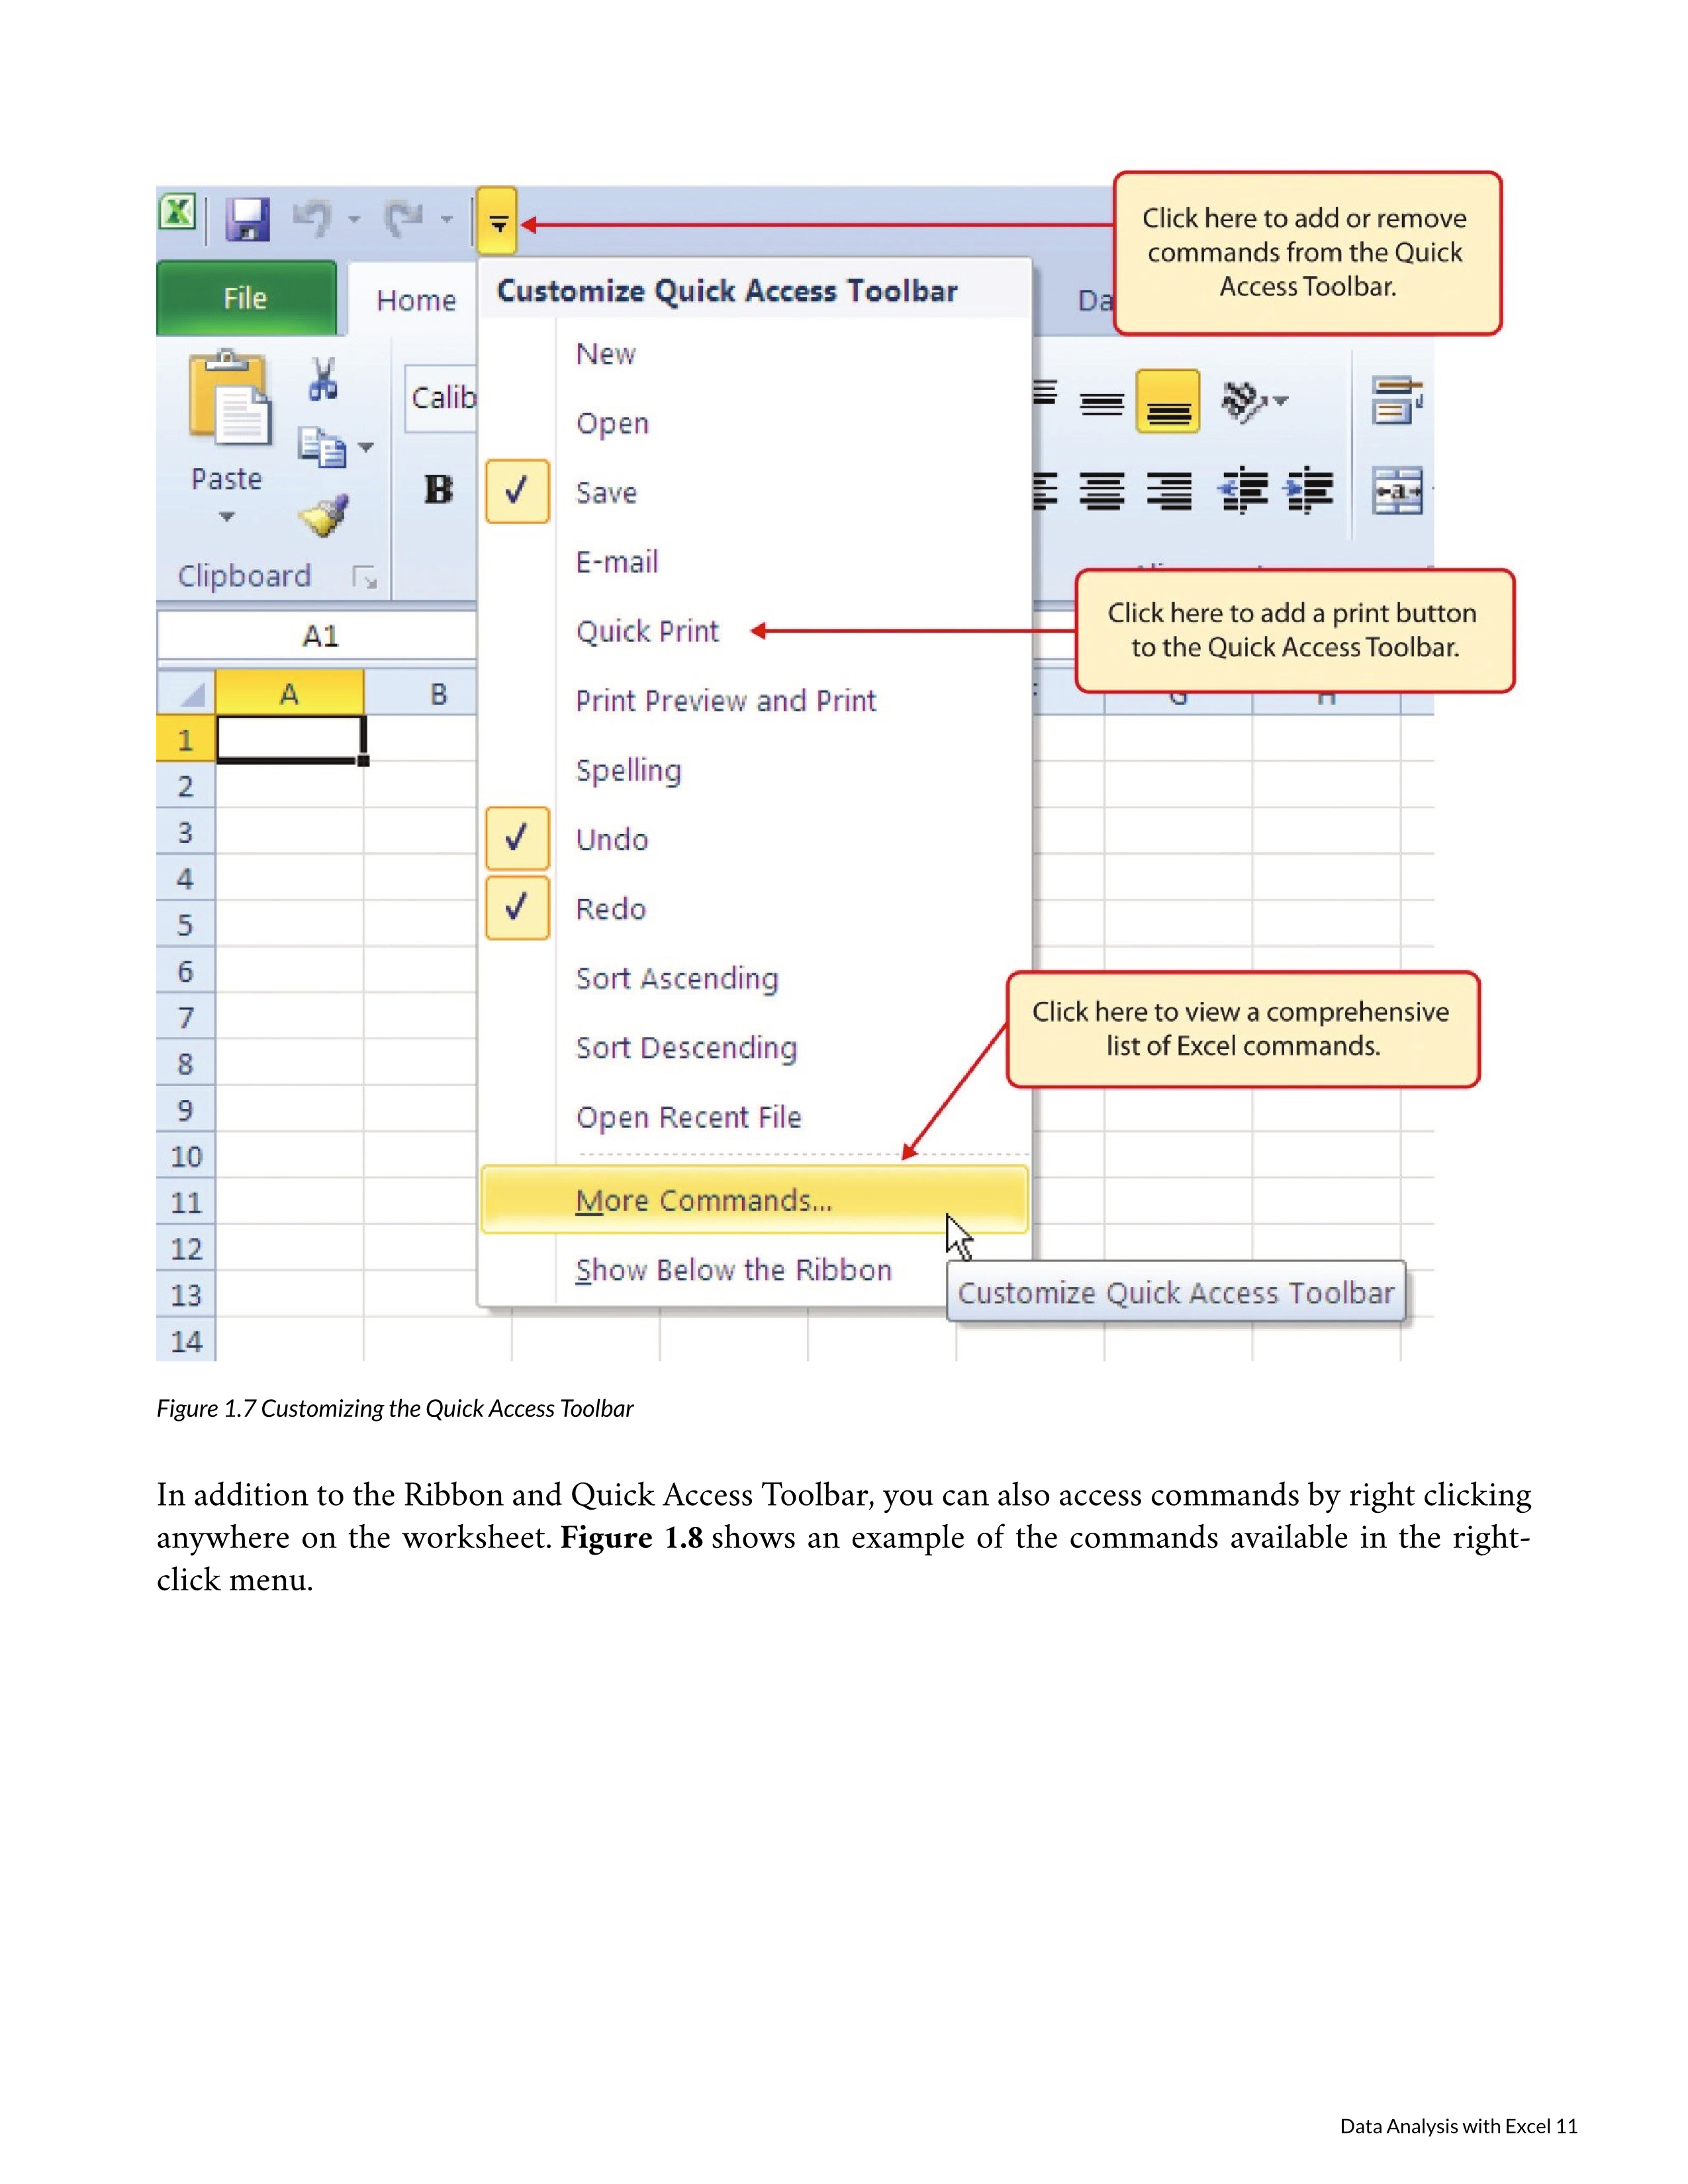 Click here to add or remove
commands from the Quick
Access Toolbar.
File
Home
Customize Quick Access Toolbar
New
Open
Calib
Save
Paste
B
E-mail
Clipboard
Quick Print
Click here to add a print button
to the Quick Access Toolbar.
A1
Print Preview and Print
A
B
G
H
1
Spelling
2
3
Undo
4
Redo
5
6
Sort Ascending
7
Click here to view a comprehensive
list of Excel commands.
8
Sort Descending
9
Open Recent File
10
11
More Commands...
12
Show Below the Ribbon
13
Customize Quick Access Toolbar
14
Figure 1.7 Customizing the Quick Access Toolbar
In addition to the Ribbon and Quick Access Toolbar, you can also access commands by right clicking
anywhere on the worksheet. Figure 1.8 shows an example of the commands available in the right-
click menu.
Data Analysis with Excel 11